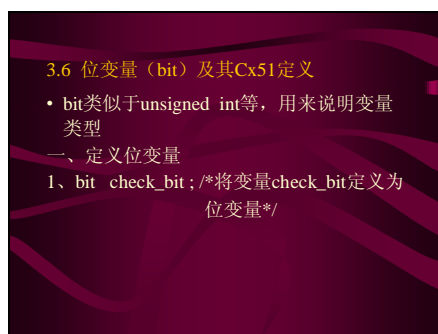 3.6 位变量（bit）及其Cx51定义
• bit类似于unsigned int等，用来说明变量
类型
一、定义位变量
1、bit check_bit ; /*将变量check_bit定义为
位变量*/